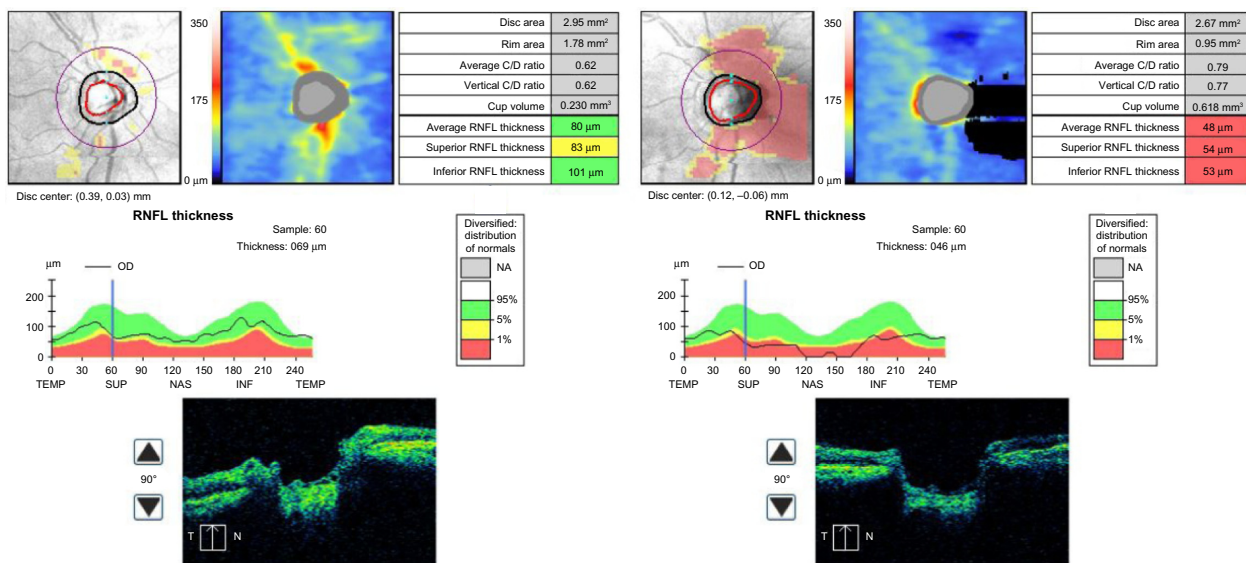 350
175
0 µm
Disc area 2.95 mm²
Rim area 1.78 mm²
Average C/D ratio 0.62
Vertical C/D ratio 0.62
Cup volume 0.230 mm³
Average RNFL thickness 80 µm
Superior RNFL thickness 83 µm
Inferior RNFL thickness 101 µm
Disc center: (0.39, 0.03) mm
RNFL thickness
Sample: 60
Thickness: 069 µm
µm
OD
200
100
0
0 30 60 90 120 150 180 210 240
TEMP SUP NAS INF TEMP
Diversified:
distribution
of normals
NA
95%
5%
1%
90°
T N
350
175
0 µm
Disc area 2.67 mm²
Rim area 0.95 mm²
Average C/D ratio 0.79
Vertical C/D ratio 0.77
Cup volume 0.618 mm³
Average RNFL thickness 48 µm
Superior RNFL thickness 54 µm
Inferior RNFL thickness 53 µm
Disc center: (0.12, –0.06) mm
RNFL thickness
Sample: 60
Thickness: 046 µm
µm
OD
200
100
0
0 30 60 90 120 150 180 210 240
TEMP SUP NAS INF TEMP
Diversified:
distribution
of normals
NA
95%
5%
1%
90°
T N